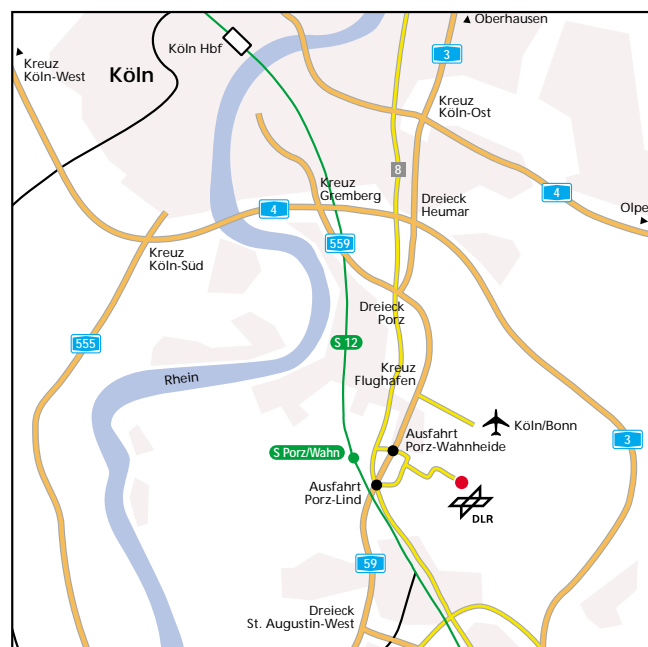 Oberhausen
Köln Hbf
3
Kreuz
Köln-West
Köln
Kreuz
Köln-Ost
8
Kreuz
Gremberg
4
Dreieck
Heumar
4
Olpe
559
Kreuz
Köln-Süd
Dreieck
Porz
555
S 12
Rhein
Kreuz
Flughafen
Köln/Bonn
Ausfahrt
Porz-Wahnheide
3
S Porz/Wahn
Ausfahrt
Porz-Lind
DLR
59
Dreieck
St. Augustin-West